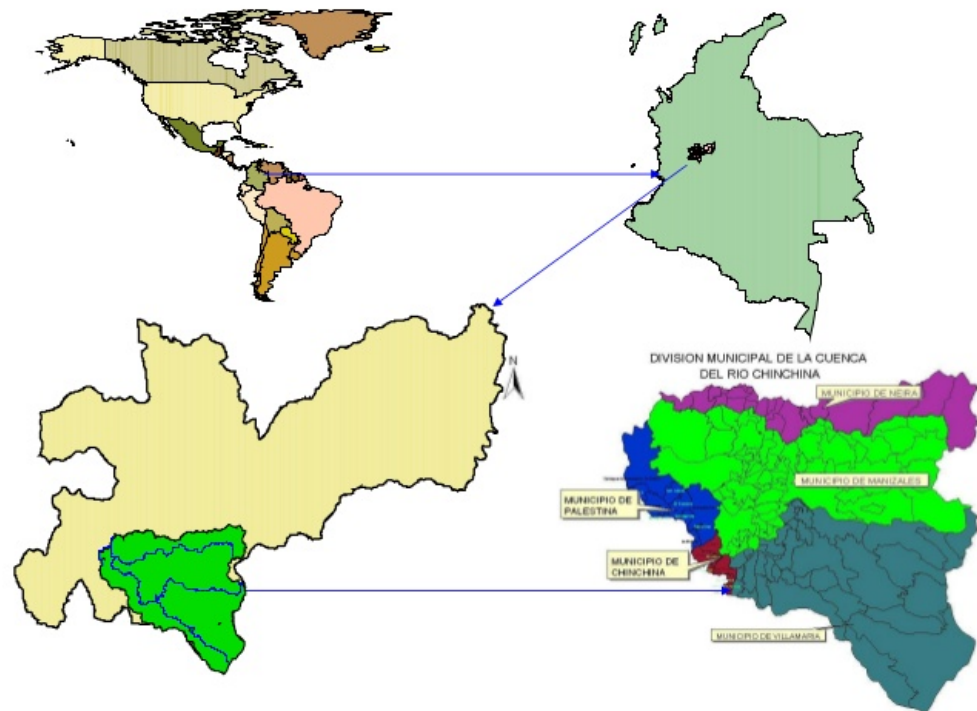 N
DIVISION MUNICIPAL DE LA CUENCA
DEL RIO CHINCHINA
MUNICIPIO DE NEIRA
MUNICIPIO DE MANIZALES
MUNICIPIO DE
PALESTINA
MUNICIPIO DE
CHINCHINA
MUNICIPIO DE VILLAMARIA